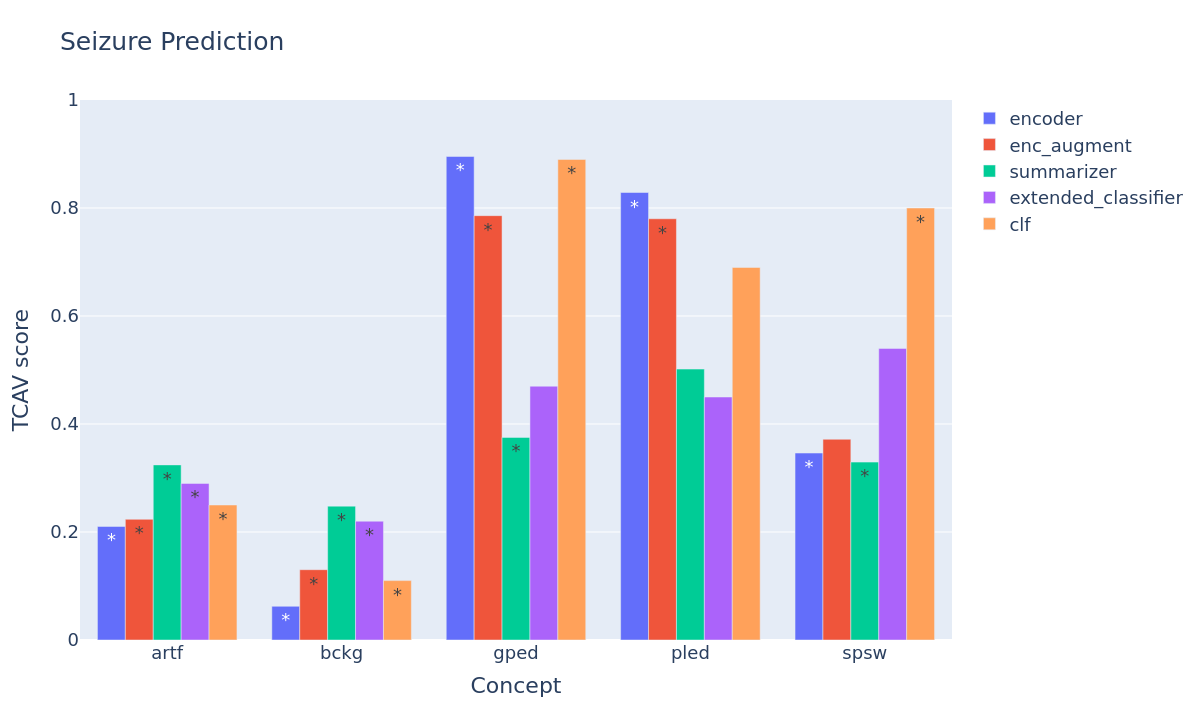 Seizure Prediction
1
0.8
0.6
0.4
0.2
0
TCAV score
* * * * *
* * * * *
* * * *
* *
* * *
artf bckg gped pled spsw
Concept
encoder
enc_augment
summarizer
extended_classifier
clf